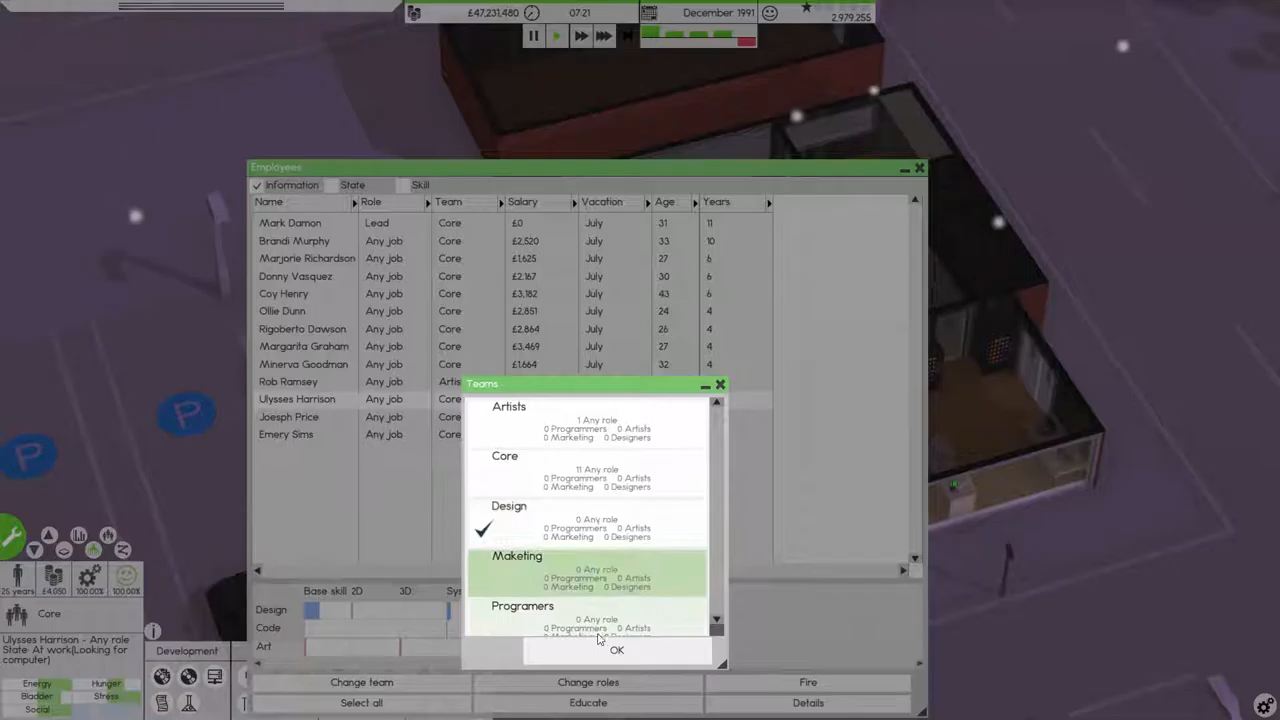 £47,231,480 07:21 December 1991 2.979.255
Employees
Information State Skill
Name Role Team Salary Vacation Age Years
Mark Damon Lead Core £0 July 31 11
Brandi Murphy Any job Core £2,520 July 33 10
Marjorie Richardson Any job Core £1,625 July 27 6
Donny Vasquez Any job Core £2,167 July 30 6
Coy Henry Any job Core £3,182 July 43 6
Ollie Dunn Any job Core £2,851 July 24 4
Rigoberto Dawson Any job Core £2,864 July 26 4
Margarita Graham Any job Core £3,469 July 27 4
Minerva Goodman Any job Core £1,664 July 32 4
Rob Ramsey Any job Artis
Ulysses Harrison Any job Core
Joesph Price Any job Core
Emery Sims Any job Core
Teams
Artists
1 Any role
0 Programmers 0 Artists
0 Marketing 0 Designers
Core
11 Any role
0 Programmers 0 Artists
0 Marketing 0 Designers
Design
0 Any role
0 Programmers 0 Artists
0 Marketing 0 Designers
Maketing
0 Any role
0 Programmers 0 Artists
0 Marketing 0 Designers
Programers
0 Any role
0 Programmers 0 Artists
OK
Base skill 2D 3D Sys
Design
Code
Art
Change team Change roles Fire
Select all Educate Details
P
P
25 years £4,050 100.00% 100.00%
Core
Ulysses Harrison - Any role
State: At work(Looking for
computer)
Energy Hunger
Bladder Stress
Social
Development